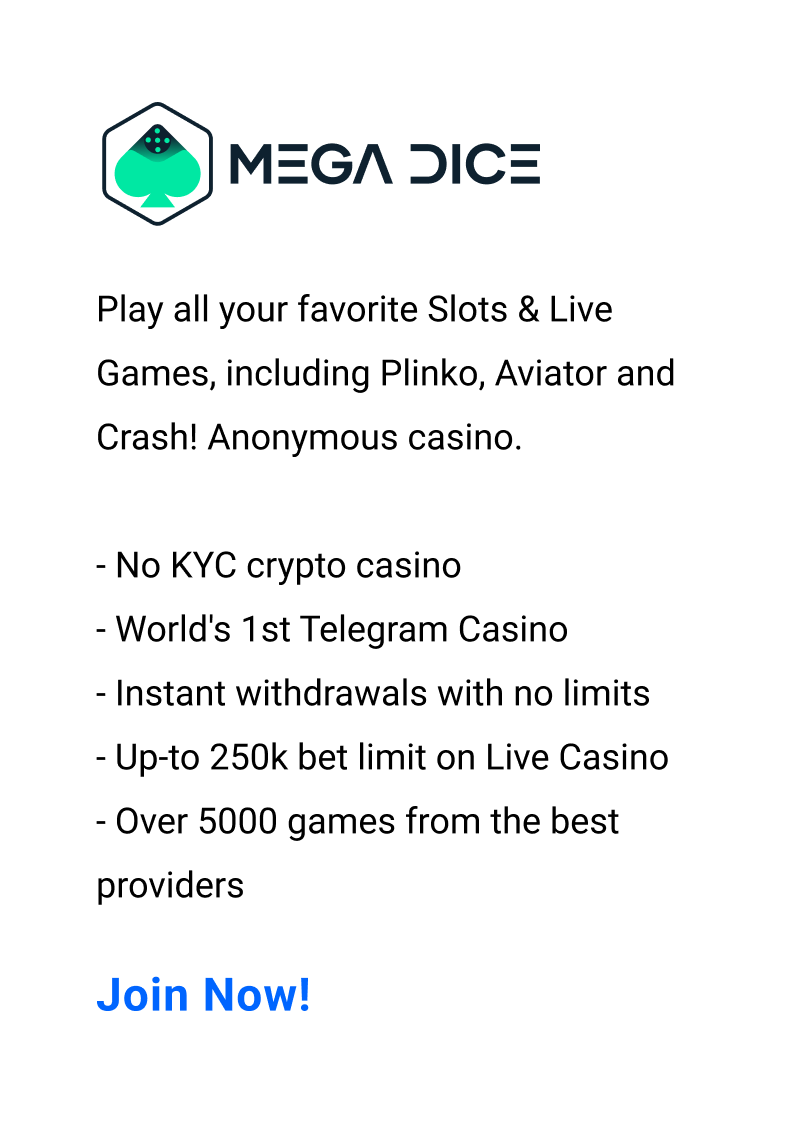 MEGA DICE
Play all your favorite Slots & Live
Games, including Plinko, Aviator and
Crash! Anonymous casino.
- No KYC crypto casino
- World's 1st Telegram Casino
- Instant withdrawals with no limits
- Up-to 250k bet limit on Live Casino
- Over 5000 games from the best
providers
Join Now!